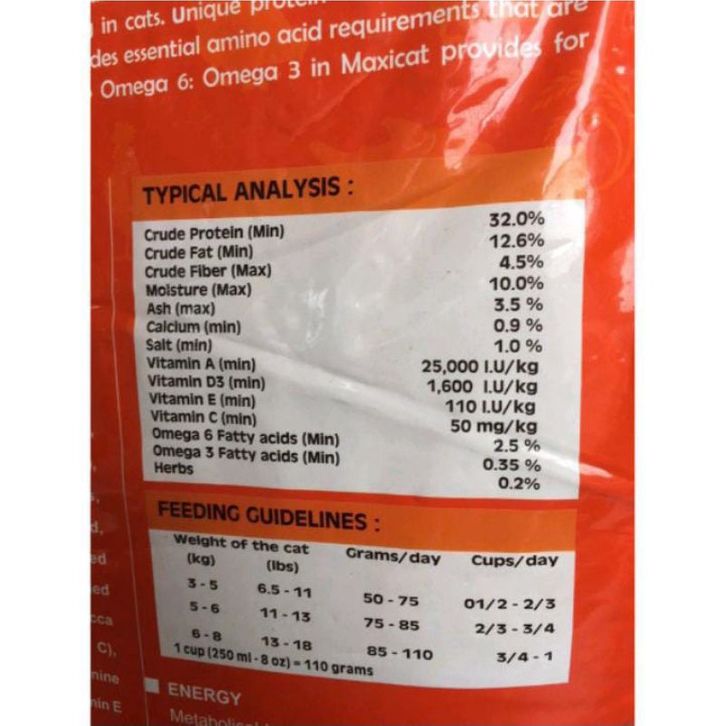 in cats. Unique
des essential amino acid requirements that are
Omega 6: Omega 3 in Maxicat provides for
TYPICAL ANALYSIS :
Crude Protein (Min) 32.0%
Crude Fat (Min) 12.6%
Crude Fiber (Max) 4.5%
Moisture (Max) 10.0%
Ash (max) 3.5 %
Calcium (min) 0.9 %
Salt (min) 1.0 %
Vitamin A (min) 25,000 I.U/kg
Vitamin D3 (min) 1,600 I.U/kg
Vitamin E (min) 110 I.U/kg
Vitamin C (min) 50 mg/kg
Omega 6 Fatty acids (Min) 2.5 %
Omega 3 Fatty acids (Min) 0.35 %
Herbs 0.2%
FEEDING GUIDELINES :
Weight of the cat Grams/day Cups/day
(kg) (lbs)
3 - 5 6.5 - 11 50 - 75 01/2 - 2/3
5 - 6 11 - 13 75 - 85 2/3 - 3/4
6 - 8 13 - 18 85 - 110 3/4 - 1
1 cup (250 ml - 8 oz) = 110 grams
ENERGY
d,
ed
ed
cca
C),
nine
nin E